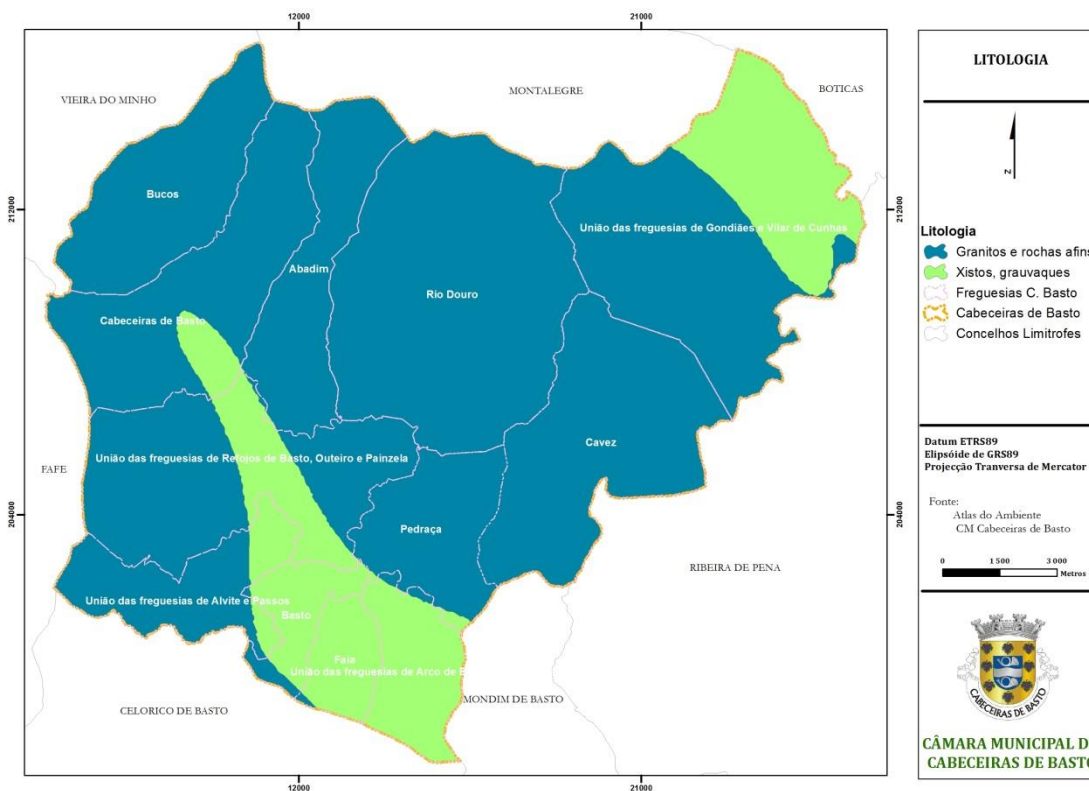 12000
21000
VIEIRA DO MINHO
MONTALEGRE
BOTICAS
212000
212000
Bucos
União das freguesias de Gondiães e Vilar de Cunhas
Abadim
Rio Douro
Cabeceiras de Basto
Cavez
FAFE
União das freguesias de Refojos de Basto, Outeiro e Painzela
204000
204000
Pedraça
RIBEIRA DE PENA
União das freguesias de Alvite e Passos
Basto
Faia
União das freguesias de Arco de B
MONDIM DE BASTO
CELORICO DE BASTO
12000
21000
LITOLOGIA
N
Litologia
Granitos e rochas afins
Xistos, grauvaques
Freguesias C. Basto
Cabeceiras de Basto
Concelhos Limitrofes
Datum ETRS89
Elipsóide de GRS89
Projecção Tranversa de Mercator
Fonte:
Atlas do Ambiente
CM Cabeceiras de Basto
0 1 500 3 000
Metros
CABECEIRAS DE BASTO
CÂMARA MUNICIPAL D
CABECEIRAS DE BASTO